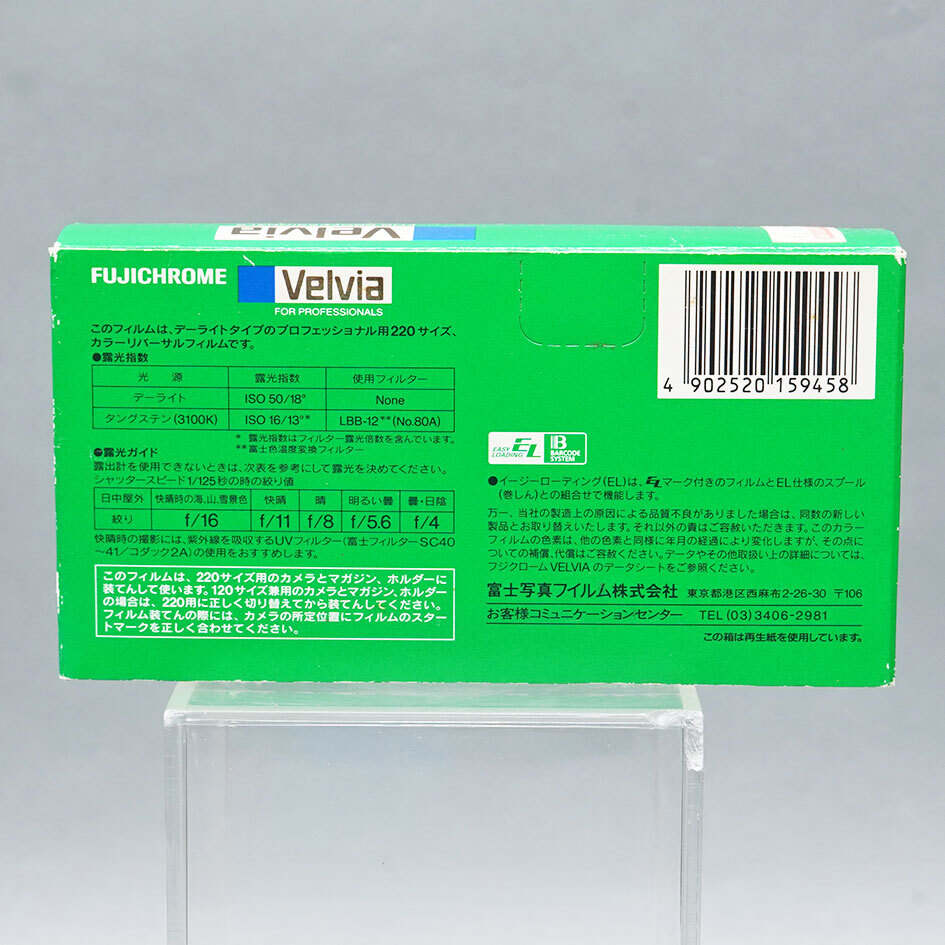 Velvia
FUJICHROME Velvia
FOR PROFESSIONALS
このフィルムは、デーライトタイプのプロフェッショナル用220サイズ、
カラーリバーサルフィルムです。
●露光指数
光 源 露光指数 使用フィルター
デーライト ISO 50/18° None
タングステン(3100K) ISO 16/13°* LBB-12**(No.80A)
* 露光指数はフィルター露光倍数を含んでいます。
**富士色温度変換フィルター
●露光ガイド
露出計を使用できないときは、次表を参考にして露光を決めてください。
シャッタースピード1/125秒の時の絞り値
日中屋外 快晴時の海、山、雪景色 快晴 晴 明るい曇 曇・日陰
絞り f/16 f/11 f/8 f/5.6 f/4
快晴時の撮影には、紫外線を吸収するUVフィルター(富士フィルターSC40
〜41/コダック2A)の使用をおすすめします。
このフィルムは、220サイズ用のカメラとマガジン、ホルダーに
装てんして使います。120サイズ兼用のカメラとマガジン、ホルダー
の場合は、220用に正しく切り替えてから装てんしてください。
フィルム装てんの際には、カメラの所定位置にフィルムのスター
トマークを正しく合わせてください。
4 902520 159458
EASY LOADING EL B BARCODE SYSTEM
●イージーローディング(EL)は、ELマーク付きのフィルムとEL仕様のスプール
(巻しん)との組合せで機能します。
万一、当社の製造上の原因による品質不良がありました場合は、同数の新しい
製品とお取り替えいたします。それ以外の責はご容赦いただきます。このカラー
フィルムの色素は、他の色素と同様に年月の経過により変化しますが、その点に
ついての補償、代償はご容赦ください。データやその他取扱い上の詳細については、
フジクロームVELVIAのデータシートをご参照ください。
富士写真フイルム株式会社 東京都港区西麻布2-26-30 〒106
お客様コミュニケーションセンター TEL (03)3406-2981
この箱は再生紙を使用しています。